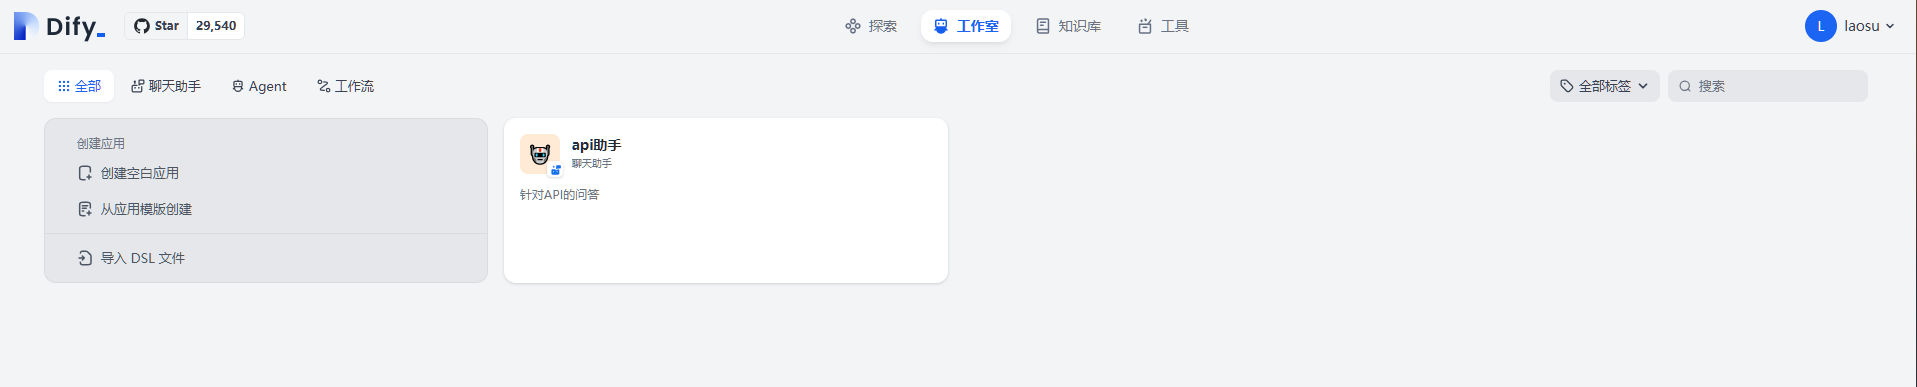 Dify_
Star 29,540
探索
工作室
知识库
工具
L
laosu
全部
聊天助手
Agent
工作流
全部标签
搜索
创建应用
创建空白应用
从应用模版创建
导入 DSL 文件
api助手
聊天助手
针对API的问答